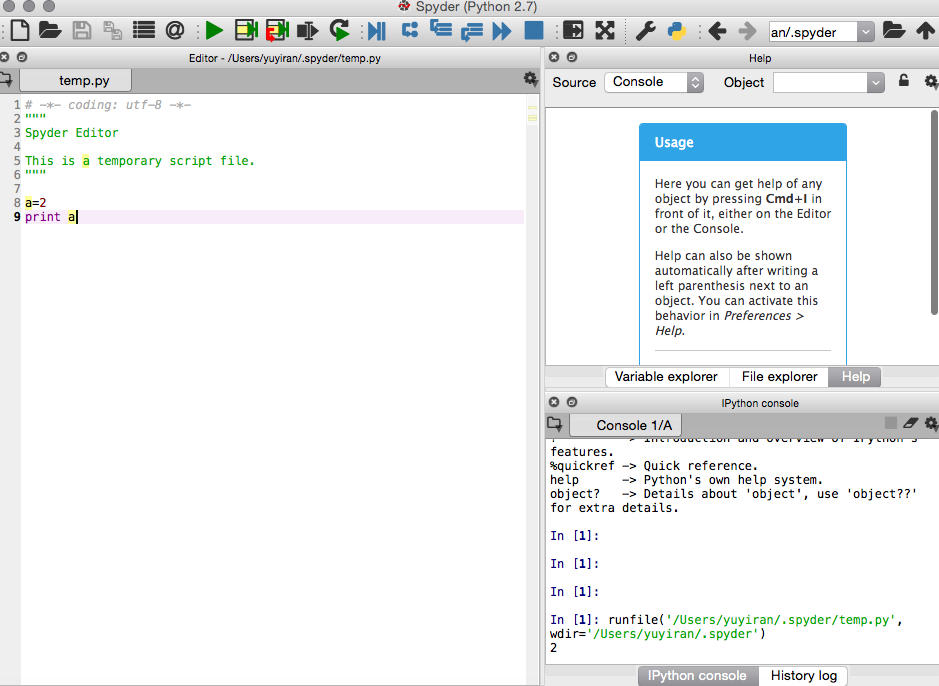 Spyder (Python 2.7)
an/.spyder
Editor - /Users/yuyiran/.spyder/temp.py
temp.py
1 # -*- coding: utf-8 -*-
2 """
3 Spyder Editor
4
5 This is a temporary script file.
6 """
7
8 a=2
9 print a
Help
Source Console Object
Usage
Here you can get help of any
object by pressing Cmd+I in
front of it, either on the Editor
or the Console.
Help can also be shown
automatically after writing a
left parenthesis next to an
object. You can activate this
behavior in Preferences >
Help.
Variable explorer File explorer Help
IPython console
Console 1/A
? -> Introduction and overview of IPython's
features.
%quickref -> Quick reference.
help -> Python's own help system.
object? -> Details about 'object', use 'object??'
for extra details.
In [1]:
In [1]:
In [1]:
In [1]: runfile('/Users/yuyiran/.spyder/temp.py',
wdir='/Users/yuyiran/.spyder')
2
IPython console History log